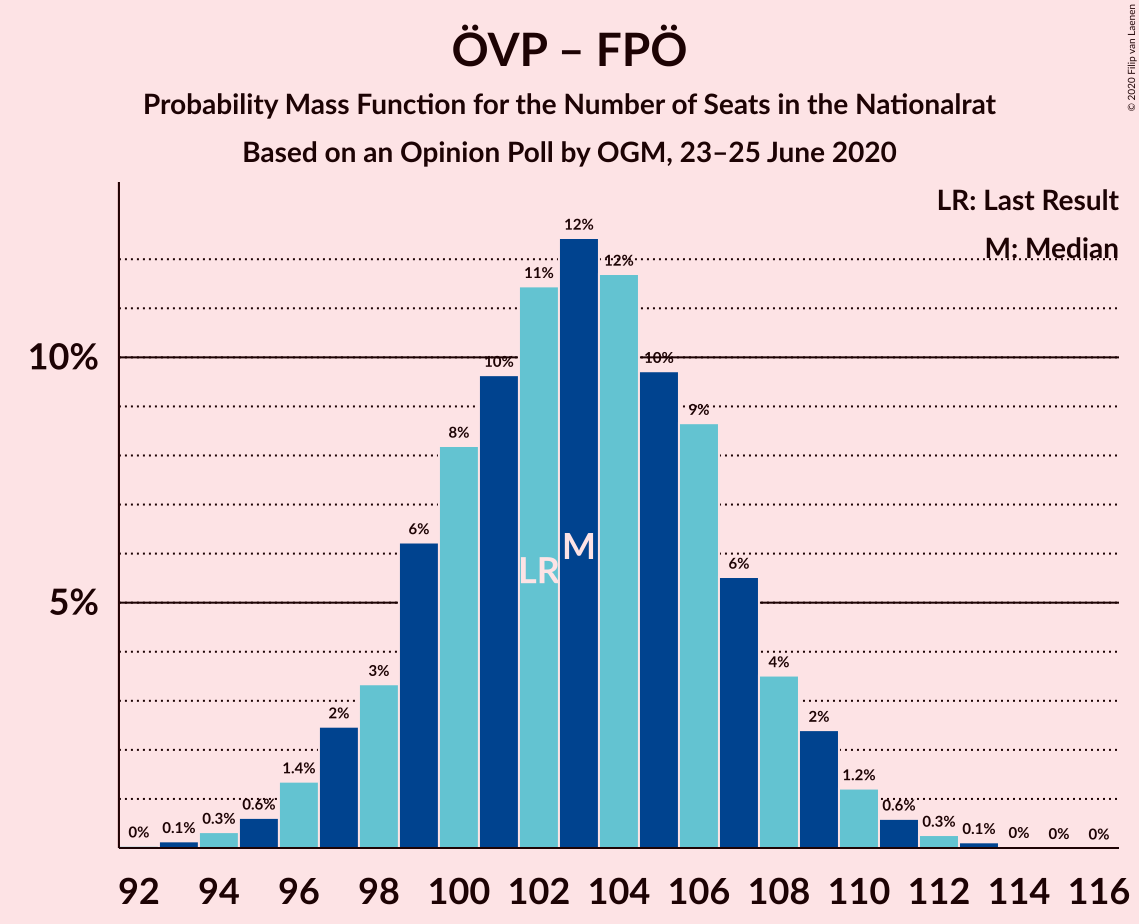 ÖVP – FPÖ
Probability Mass Function for the Number of Seats in the Nationalrat
Based on an Opinion Poll by OGM, 23–25 June 2020
© 2020 Filip van Laenen
LR: Last Result
M: Median
10%
5%
0% 0.1% 0.3% 0.6% 1.4% 2% 3% 6% 8% 10% 11% 12% 12% 10% 9% 6% 4% 2% 1.2% 0.6% 0.3% 0.1% 0% 0% 0%
LR M
92 94 96 98 100 102 104 106 108 110 112 114 116